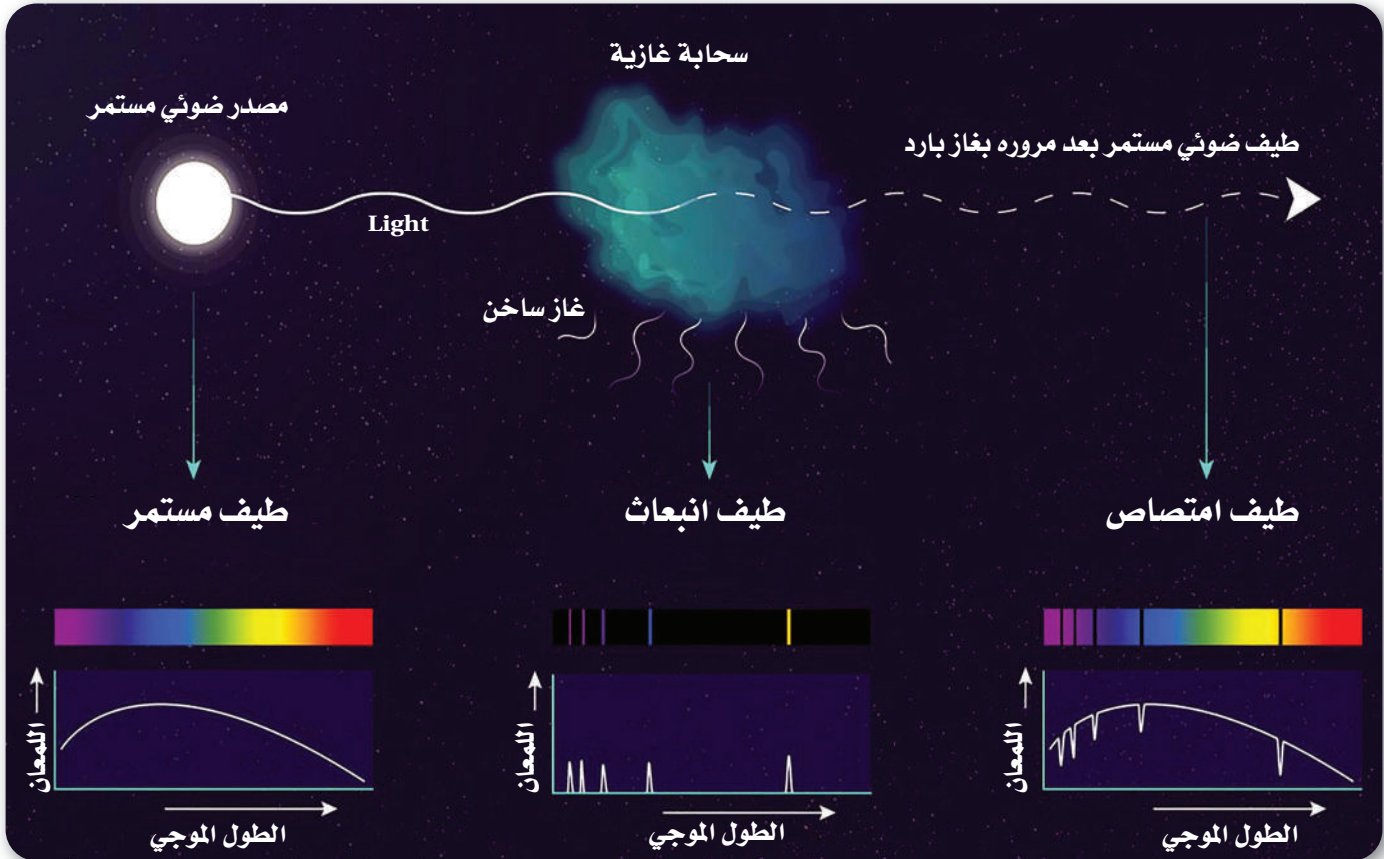 سحابة غازية
مصدر ضوئي مستمر
طيف ضوئي مستمر بعد مروره بغاز بارد
Light
غاز ساخن
طيف امتصاص
طيف انبعاث
طيف مستمر
اللمعان
الطول الموجي
اللمعان
الطول الموجي
اللمعان
الطول الموجي